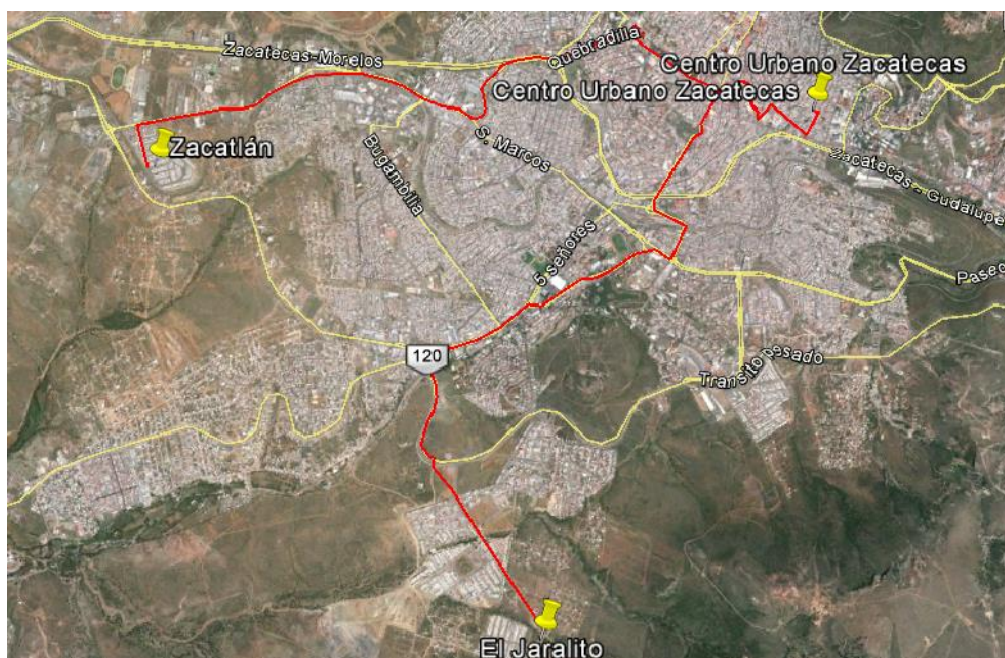 Zacatecas-Morelos
Quebradilla
Centro Urbano Zacatecas
Centro Urbano Zacatecas
Zacatlán
S. Marcos
Bugambilia
Zacatecas - Gudalupe
5 señores
Paseo
120
Transito pesado
El Jaralito